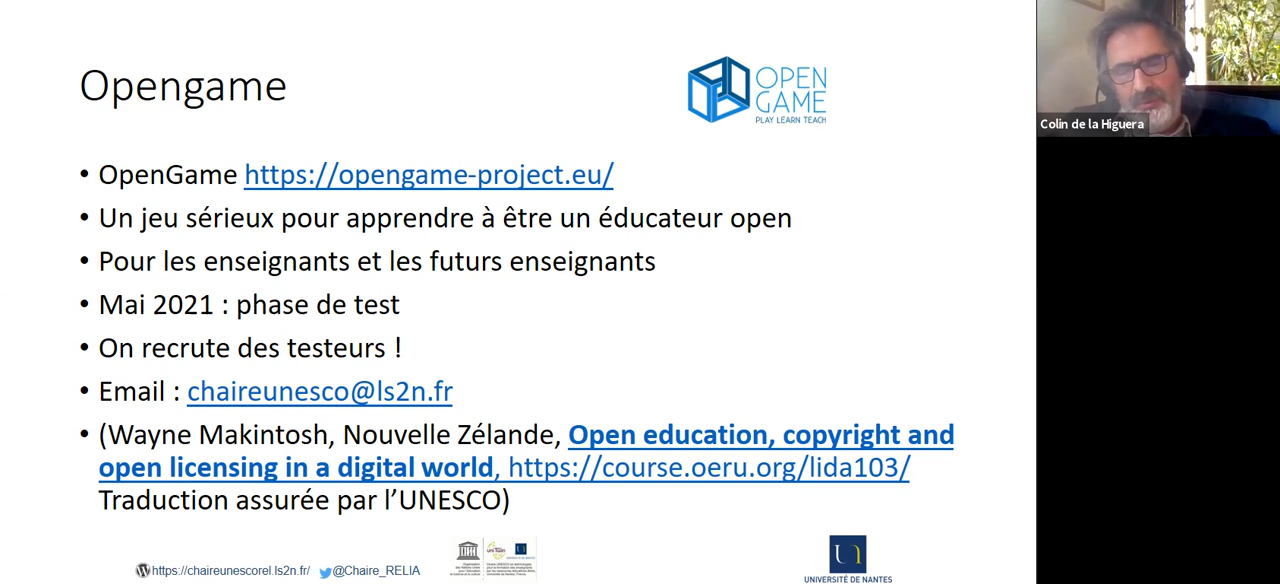 Opengame
OPEN
GAME
PLAY LEARN TEACH
Colin de la Higuera
• OpenGame https://opengame-project.eu/
• Un jeu sérieux pour apprendre à être un éducateur open
• Pour les enseignants et les futurs enseignants
• Mai 2021 : phase de test
• On recrute des testeurs !
• Email : chaireunesco@ls2n.fr
• (Wayne Makintosh, Nouvelle Zélande, Open education, copyright and
open licensing in a digital world, https://course.oeru.org/lida103/
Traduction assurée par l’UNESCO)
https://chaireunescorel.ls2n.fr/ @Chaire_RELIA
UNIVERSITÉ DE NANTES